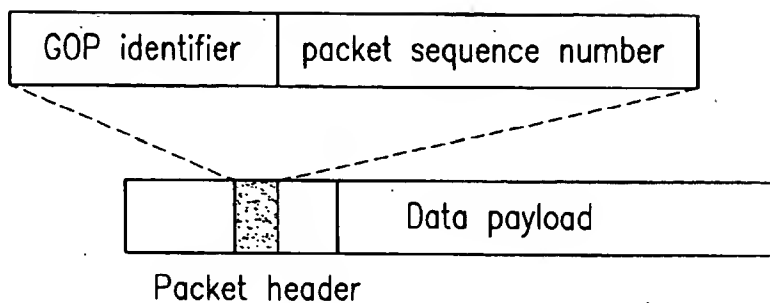 GOP identifier packet sequence number
Data payload
Packet header